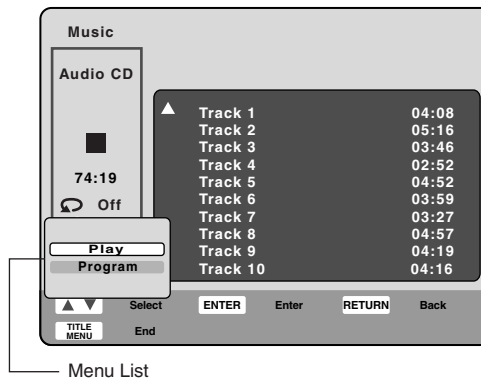 Music
Audio CD
74:19
Off
Play
Program
Track 1 04:08
Track 2 05:16
Track 3 03:46
Track 4 02:52
Track 5 04:52
Track 6 03:59
Track 7 03:27
Track 8 04:57
Track 9 04:19
Track 10 04:16
Select ENTER Enter RETURN Back
TITLE MENU End
Menu List